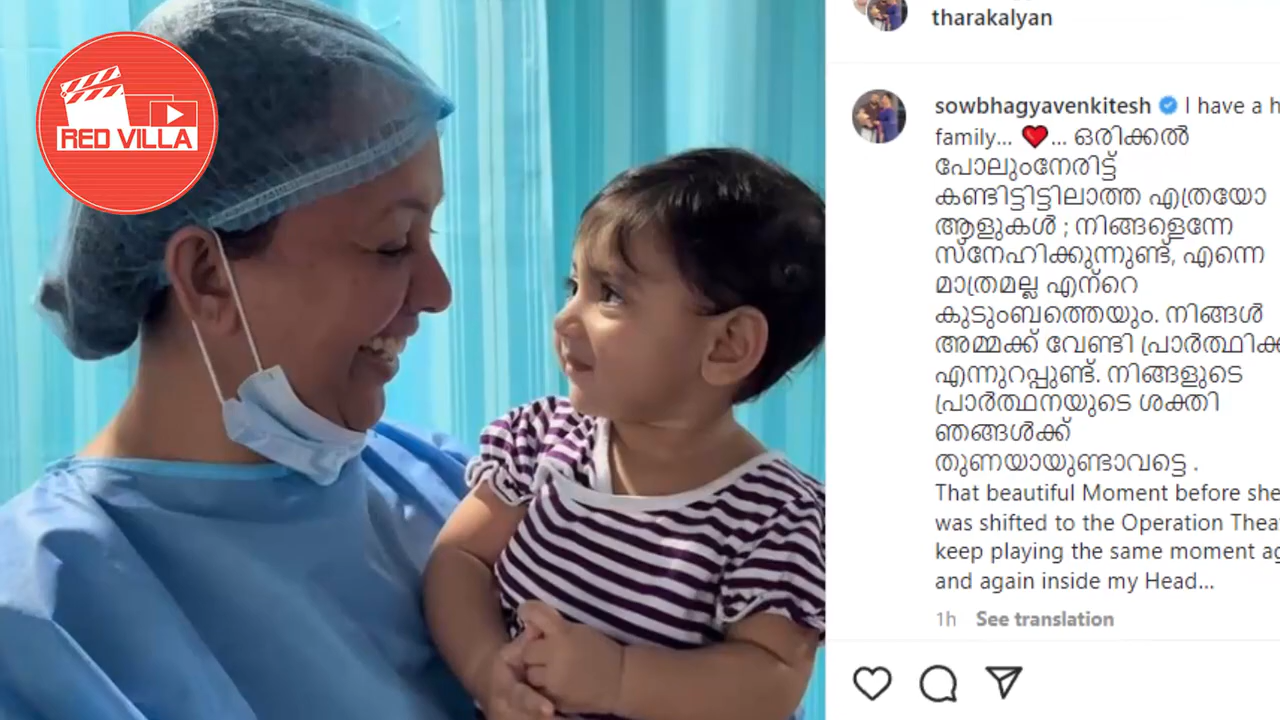 RED VILLA
tharakalyan
sowbhagyavenkitesh I have a h
family... ❤️... ഒരിക്കൽ
പോലുംനേരിട്ട്
കണ്ടിട്ടിട്ടിലാത്ത എത്രയോ
ആളുകൾ ; നിങ്ങളെന്നേ
സ്നേഹിക്കുന്നുണ്ട്, എന്നെ
മാത്രമല്ല എന്റെ
കുടുംബത്തെയും. നിങ്ങൾ
അമ്മക്ക് വേണ്ടി പ്രാർത്ഥിക്ക
എന്നുറപ്പുണ്ട്. നിങ്ങളുടെ
പ്രാർത്ഥനയുടെ ശക്തി
ഞങ്ങൾക്ക്
തുണയായുണ്ടാവട്ടെ .
That beautiful Moment before she
was shifted to the Operation Thea
keep playing the same moment ag
and again inside my Head...
1h See translation